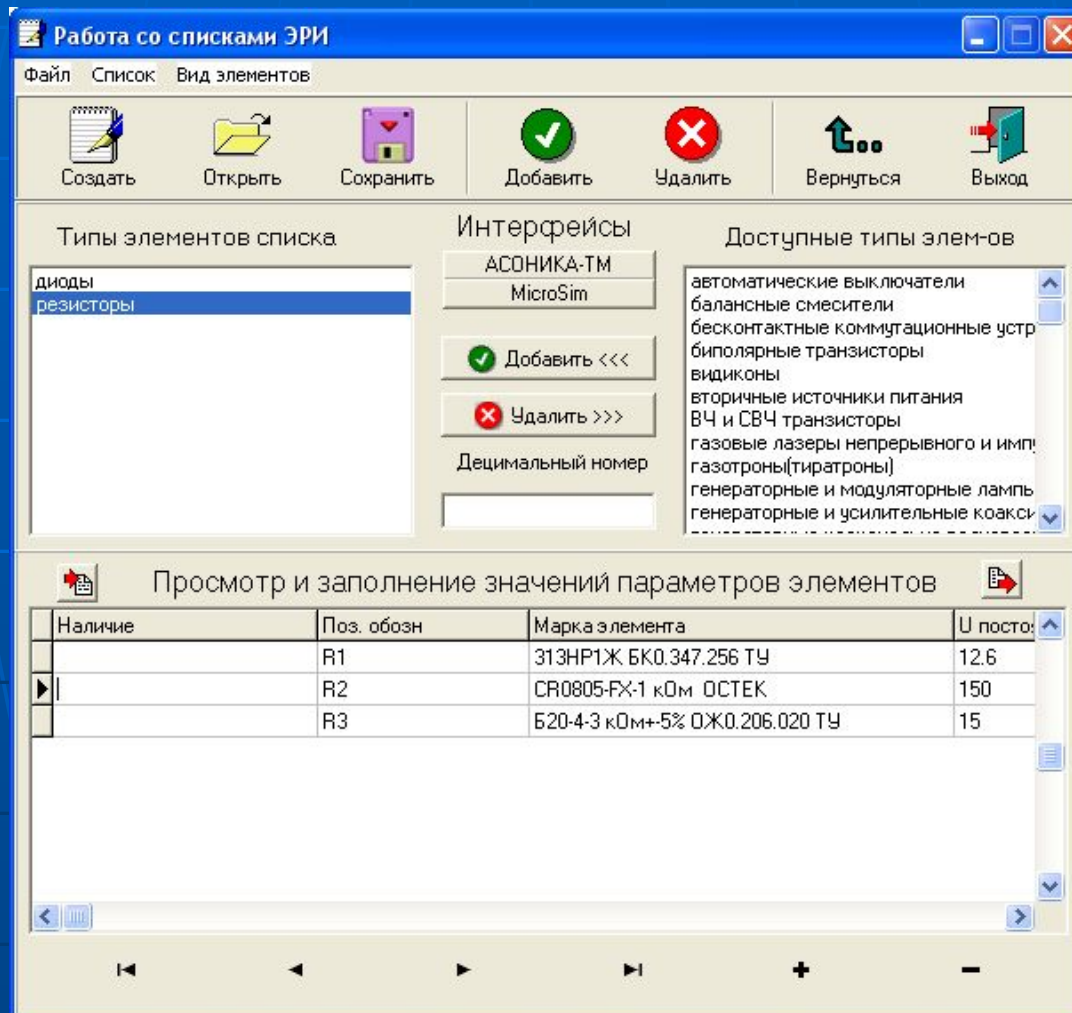 Работа со списками ЭРИ
Файл Список Вид элементов
Создать Открыть Сохранить Добавить Удалить Вернуться Выход
Типы элементов списка
диоды
резисторы
Интерфейсы
АСОНИКА-ТМ
MicroSim
Добавить <<<
Удалить >>>
Децимальный номер
Доступные типы элем-ов
автоматические выключатели
балансные смесители
бесконтактные коммутационные устр
биполярные транзисторы
видиконы
вторичные источники питания
ВЧ и СВЧ транзисторы
газовые лазеры непрерывного и имп
газотроны(тиратроны)
генераторные и модуляторные лампь
генераторные и усилительные коакси
Просмотр и заполнение значений параметров элементов
Наличие Поз. обозн Марка элемента U посто
R1 313НР1Ж БК0.347.256 ТУ 12.6
R2 CR0805-FX-1 кОм ОСТЕК 150
R3 Б20-4-3 кОм+-5% ОЖ0.206.020 ТУ 15